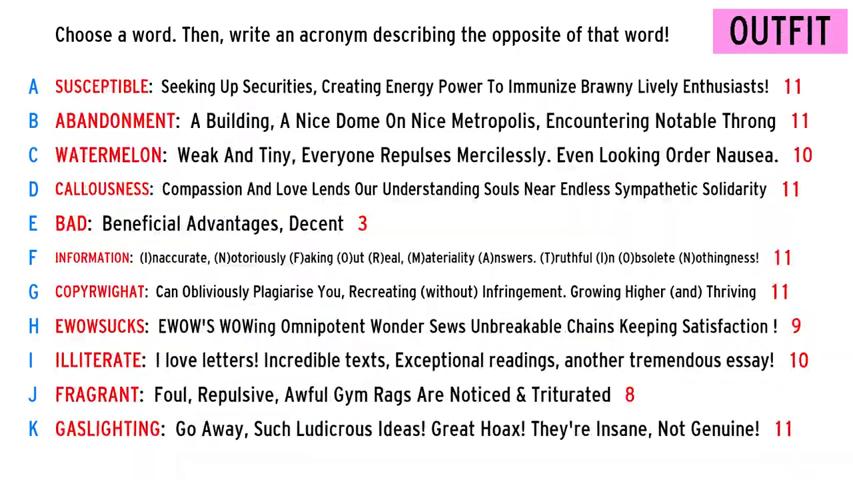 Choose a word. Then, write an acronym describing the opposite of that word!
OUTFIT
A SUSCEPTIBLE: Seeking Up Securities, Creating Energy Power To Immunize Brawny Lively Enthusiasts! 11
B ABANDONMENT: A Building, A Nice Dome On Nice Metropolis, Encountering Notable Throng 11
C WATERMELON: Weak And Tiny, Everyone Repulses Mercilessly. Even Looking Order Nausea. 10
D CALLOUSNESS: Compassion And Love Lends Our Understanding Souls Near Endless Sympathetic Solidarity 11
E BAD: Beneficial Advantages, Decent 3
F INFORMATION: (I)naccurate, (N)otoriously (F)aking (O)ut (R)eal, (M)ateriality (A)nswers. (T)ruthful (I)n (O)bsolete (N)othingness! 11
G COPYRWIGHAT: Can Obliviously Plagiarise You, Recreating (without) Infringement. Growing Higher (and) Thriving 11
H EWOWSUCKS: EWOW'S WOWing Omnipotent Wonder Sews Unbreakable Chains Keeping Satisfaction ! 9
I ILLITERATE: I love letters! Incredible texts, Exceptional readings, another tremendous essay! 10
J FRAGRANT: Foul, Repulsive, Awful Gym Rags Are Noticed & Triturated 8
K GASLIGHTING: Go Away, Such Ludicrous Ideas! Great Hoax! They're Insane, Not Genuine! 11